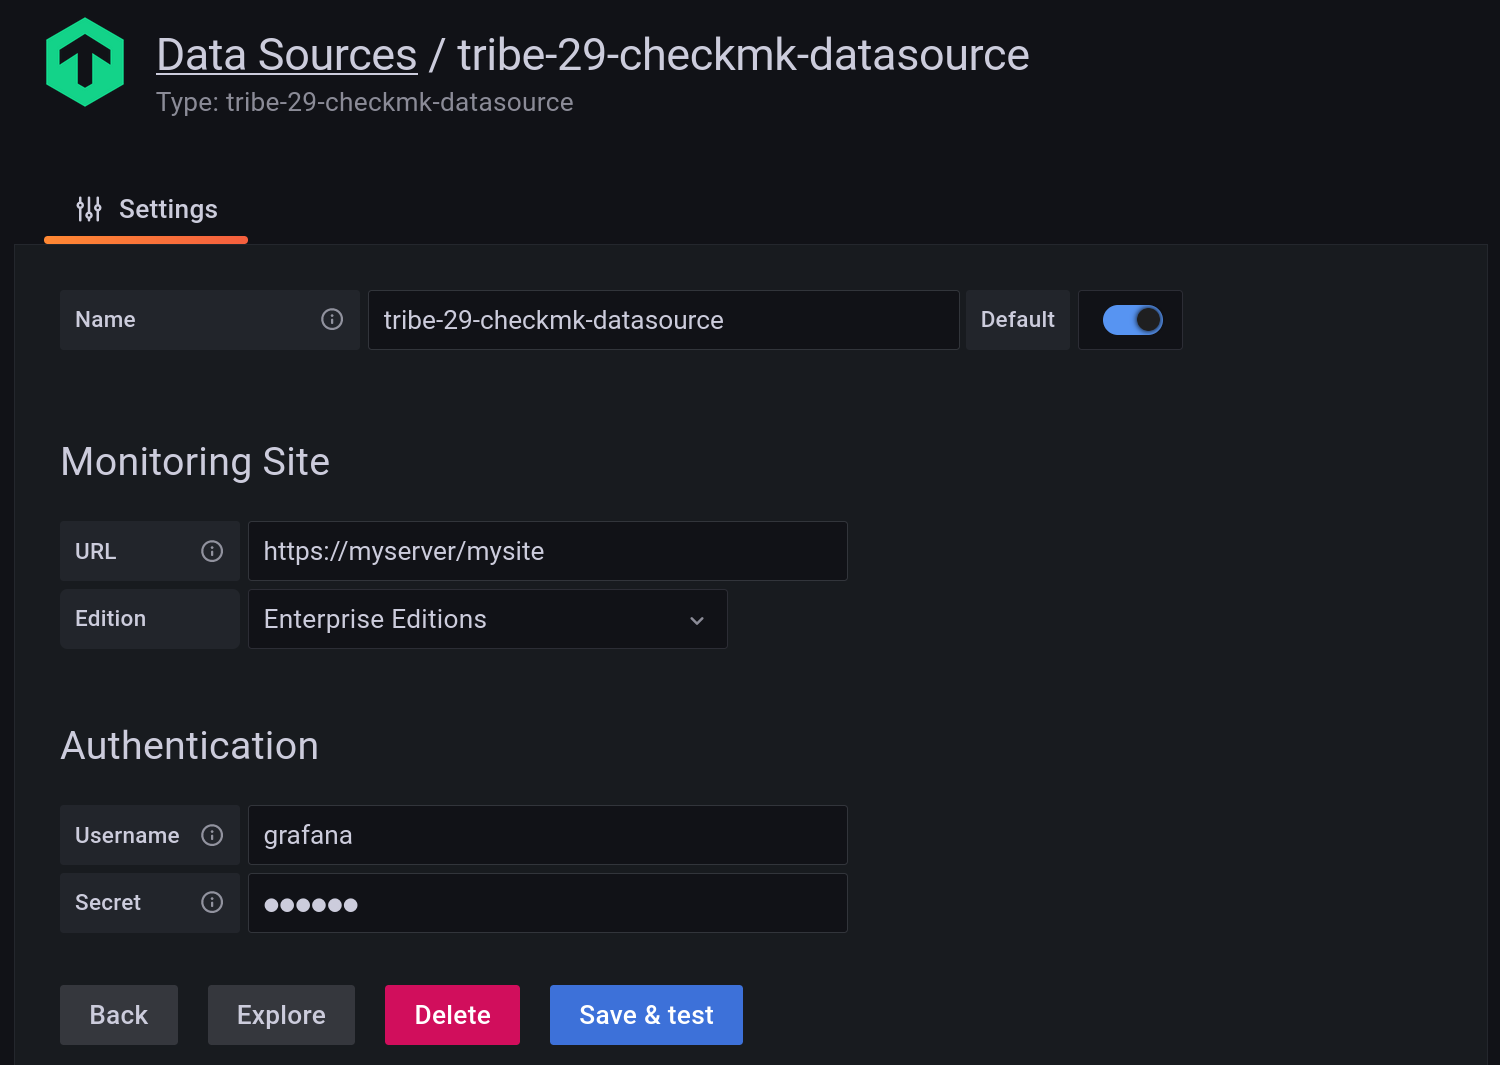 Data Sources / tribe-29-checkmk-datasource
Type: tribe-29-checkmk-datasource
Settings
Name tribe-29-checkmk-datasource Default
Monitoring Site
URL https://myserver/mysite
Edition Enterprise Editions
Authentication
Username grafana
Secret ●●●●●●
Back Explore Delete Save & test